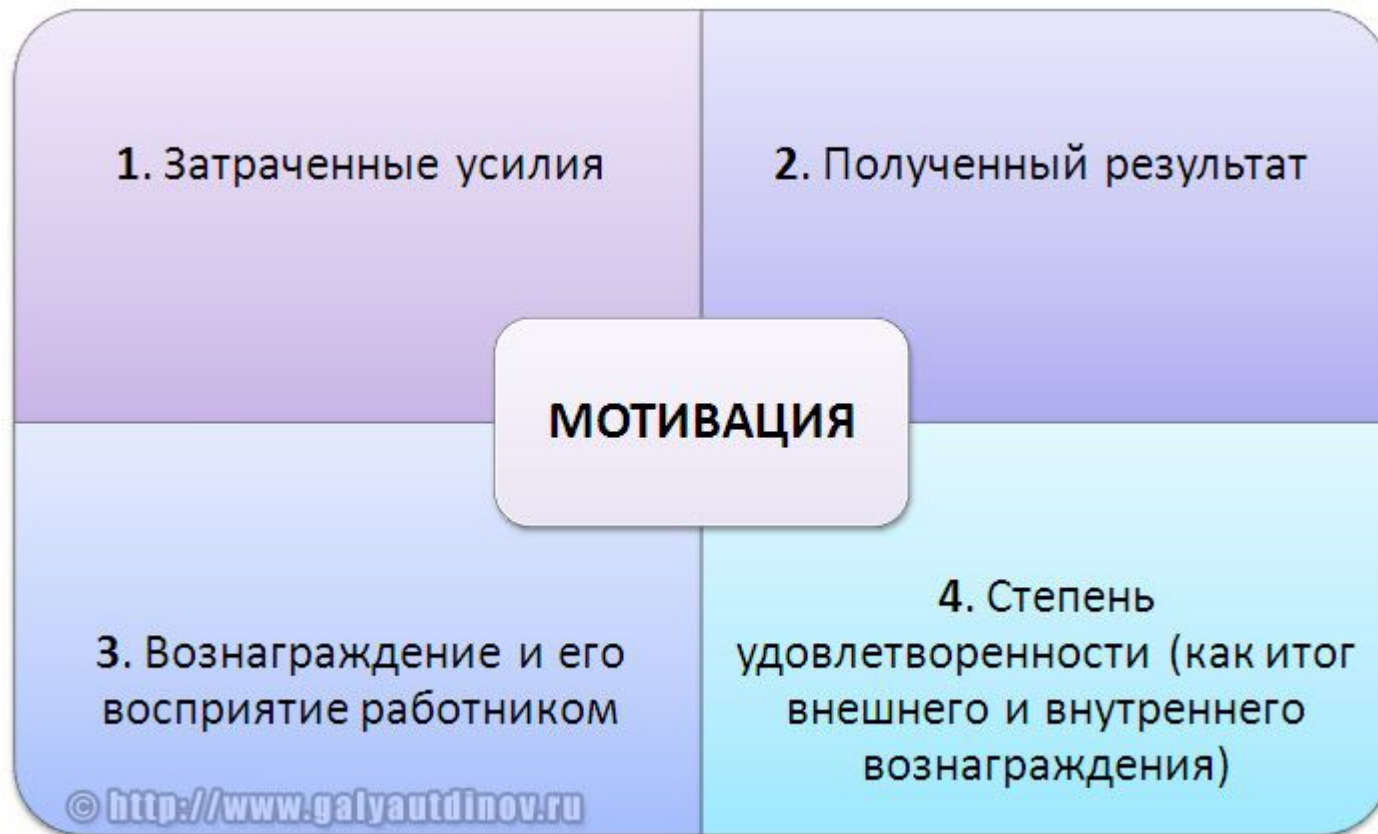 1. Затраченные усилия
2. Полученный результат
МОТИВАЦИЯ
3. Вознаграждение и его
восприятие работником
4. Степень
удовлетворенности (как итог
внешнего и внутреннего
вознаграждения)
© http://www.galyautdinov.ru